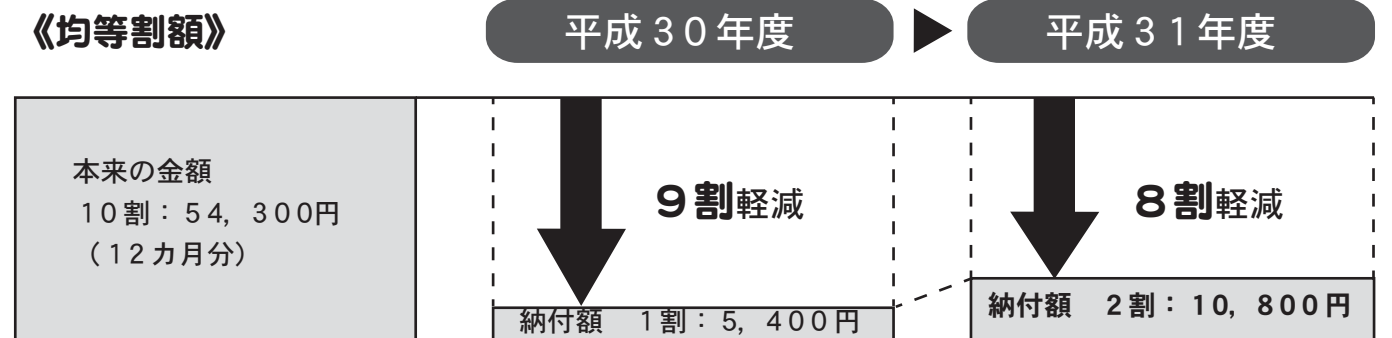 《均等割額》
平成30年度
平成31年度
本来の金額
10割：54，300円
（12カ月分）
9割軽減
8割軽減
納付額　1割：5，400円
納付額　2割：10，800円